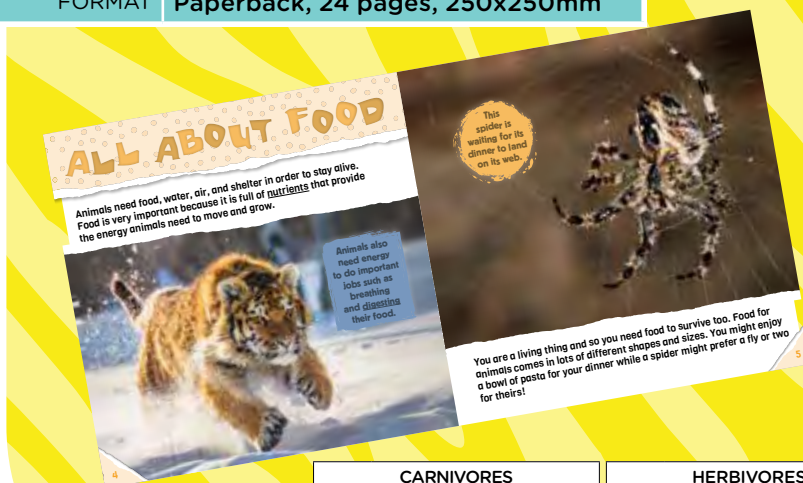 FORMAT
Paperback, 24 pages, 250x250mm
ALL ABOUT FOOD
Animals need food, water, air, and shelter in order to stay alive.
Food is very important because it is full of nutrients that provide
the energy animals need to move and grow.
Animals also
need energy
to do important
jobs such as
breathing
and digesting
their food.
4
This
spider is
waiting for its
dinner to land
on its web.
You are a living thing and so you need food to survive too. Food for
animals comes in lots of different shapes and sizes. You might enjoy
a bowl of pasta for your dinner while a spider might prefer a fly or two
for theirs!
5
CARNIVORES
HERBIVORES